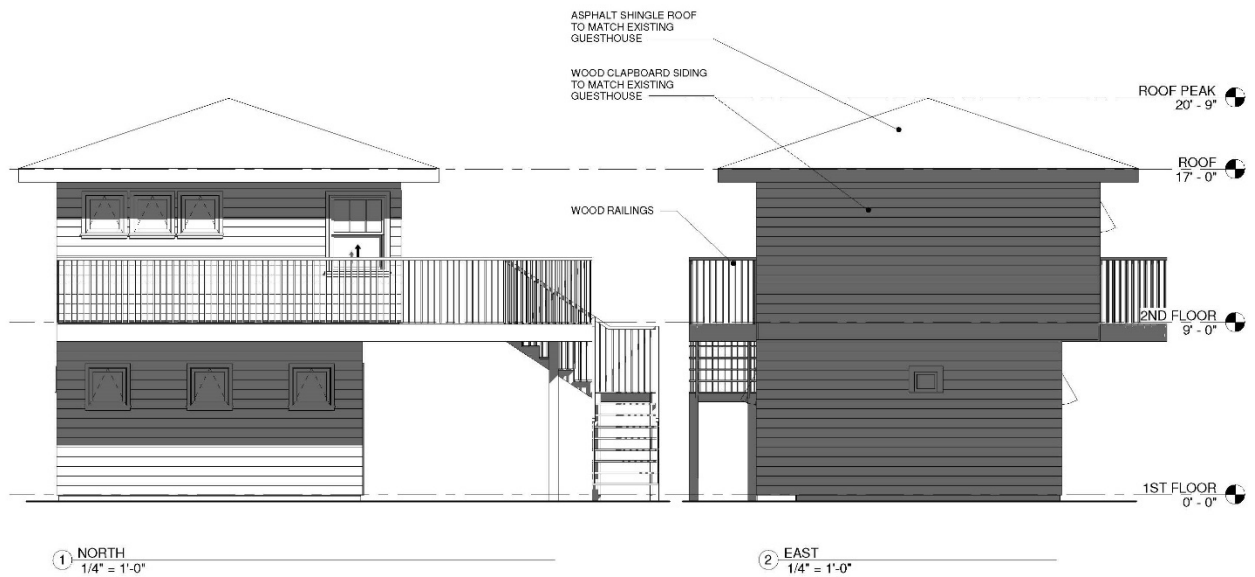 ASPHALT SHINGLE ROOF
TO MATCH EXISTING
GUESTHOUSE
WOOD CLAPBOARD SIDING
TO MATCH EXISTING
GUESTHOUSE
ROOF PEAK
20' - 9"
ROOF
17' - 0"
WOOD RAILINGS
2ND FLOOR
9' - 0"
1ST FLOOR
0' - 0"
1 NORTH
1/4" = 1'-0"
2 EAST
1/4" = 1'-0"